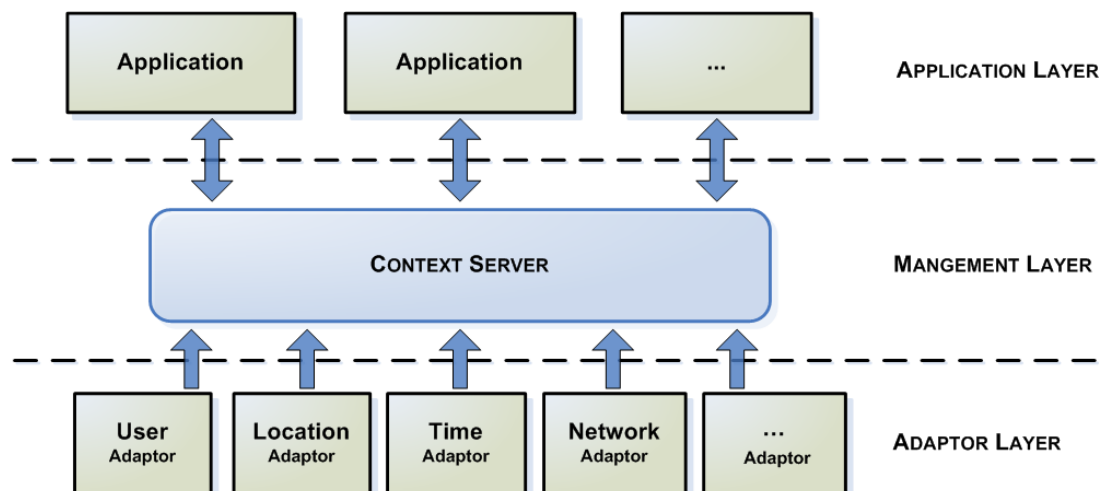 Application
Application
...
APPLICATION LAYER
CONTEXT SERVER
MANGEMENT LAYER
User
Adaptor
Location
Adaptor
Time
Adaptor
Network
Adaptor
...
Adaptor
ADAPTOR LAYER